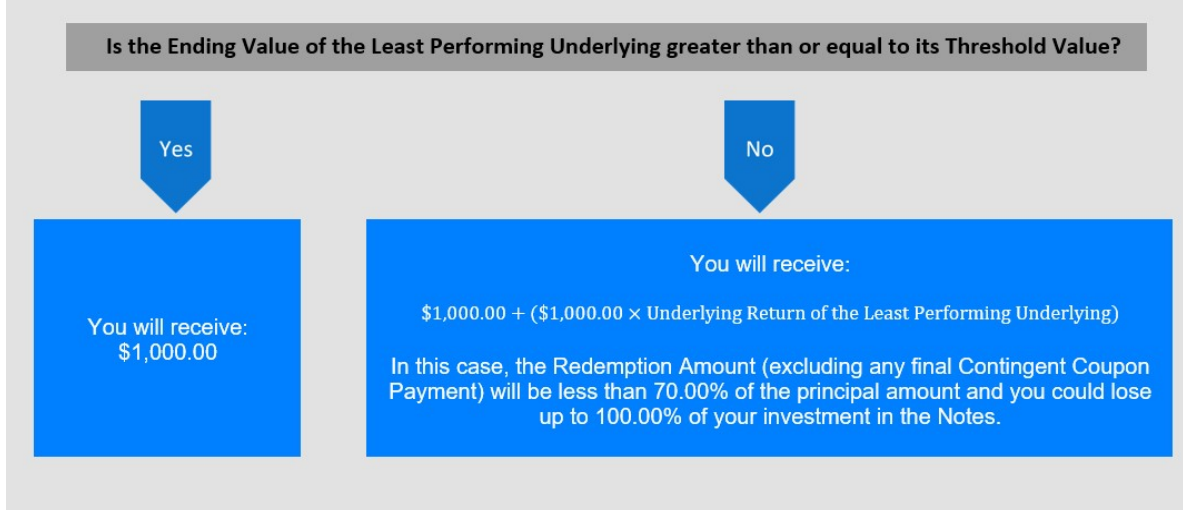 Is the Ending Value of the Least Performing Underlying greater than or equal to its Threshold Value?
Yes
No
You will receive:
$1,000.00
You will receive:
$1,000.00 + ($1,000.00 × Underlying Return of the Least Performing Underlying)
In this case, the Redemption Amount (excluding any final Contingent Coupon
Payment) will be less than 70.00% of the principal amount and you could lose
up to 100.00% of your investment in the Notes.